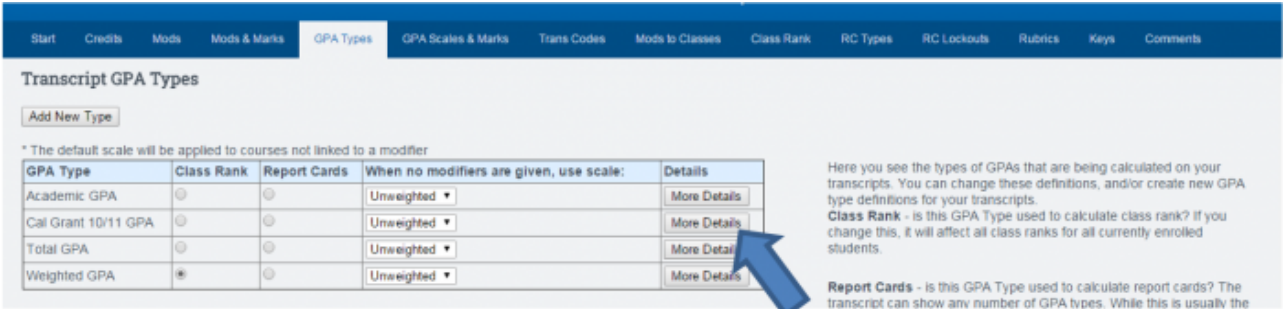 Start Credits Mods Mods & Marks GPA Types GPA Scales & Marks Trans Codes Mods to Classes Class Rank RC Types RC Lockouts Rubrics Keys Comments
Transcript GPA Types
Add New Type
* The default scale will be applied to courses not linked to a modifier
GPA Type Class Rank Report Cards When no modifiers are given, use scale: Details
Academic GPA Unweighted More Details
Cal Grant 10/11 GPA Unweighted More Details
Total GPA Unweighted More Detail
Weighted GPA Unweighted More Details
Here you see the types of GPAs that are being calculated on your
transcripts. You can change these definitions, and/or create new GPA
type definitions for your transcripts.
Class Rank - is this GPA Type used to calculate class rank? If you
change this, it will affect all class ranks for all currently enrolled
students.
Report Cards - is this GPA Type used to calculate report cards? The
transcript can show any number of GPA types. While this is usually the